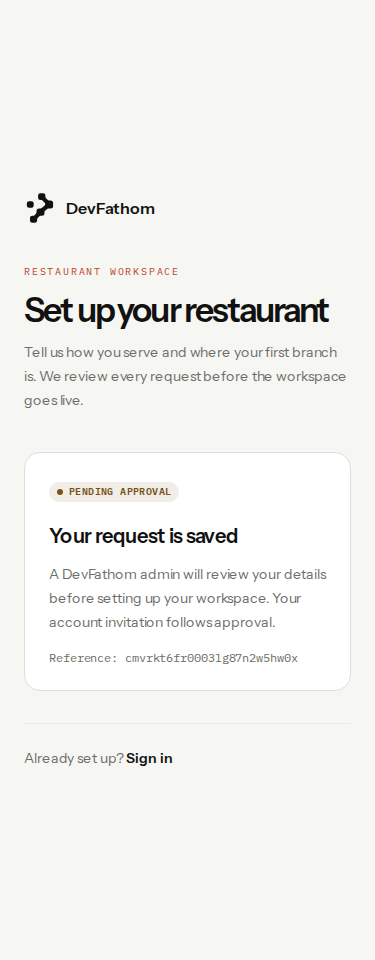 DevFathom
RESTAURANT WORKSPACE
Set up your restaurant
Tell us how you serve and where your first branch
is. We review every request before the workspace
goes live.
PENDING APPROVAL
Your request is saved
A DevFathom admin will review your details
before setting up your workspace. Your
account invitation follows approval.
Reference: cmvrkt6fr0003lg87n2w5hw0x
Already set up? Sign in